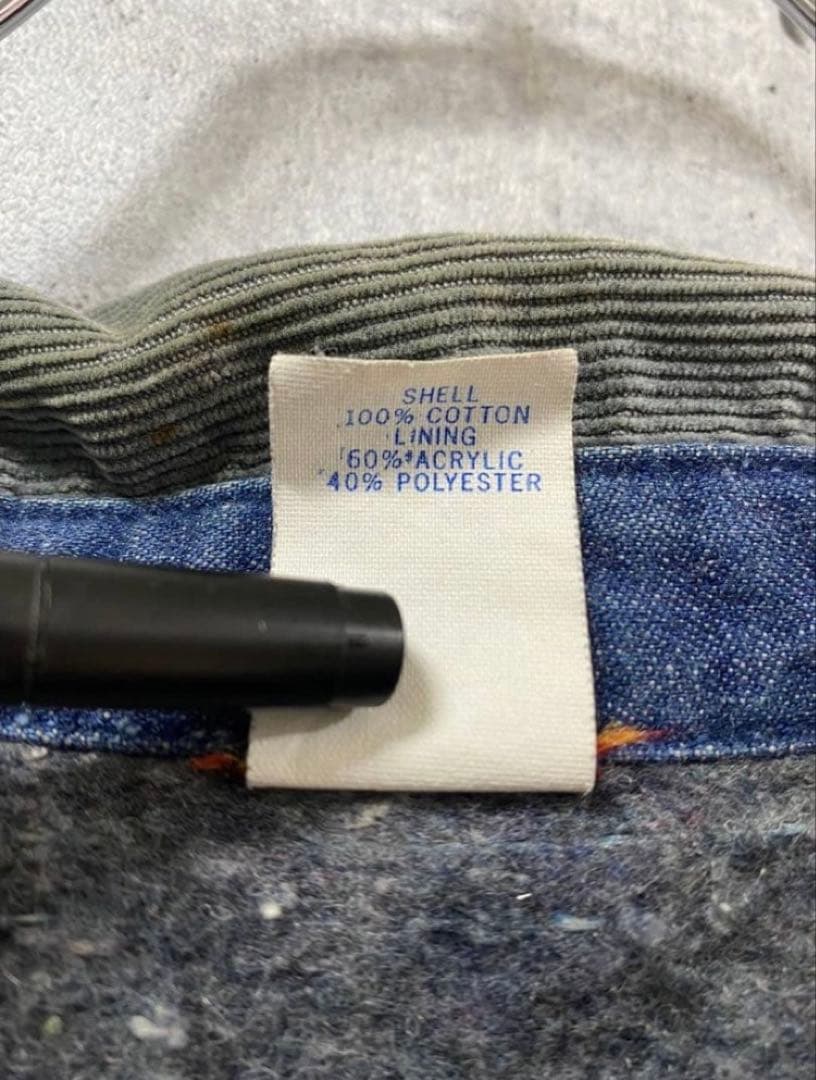 SHELL
100% COTTON
LINING
60% ACRYLIC
40% POLYESTER